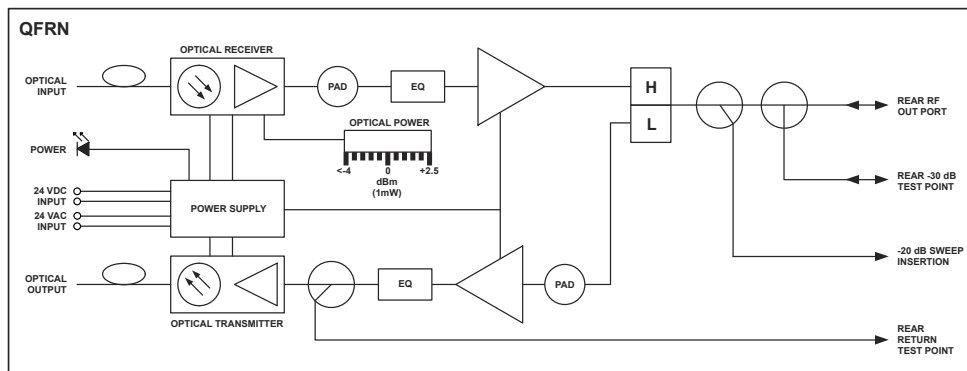 QFRN
OPTICAL RECEIVER
OPTICAL
INPUT
PAD
EQ
H
L
REAR RF
OUT PORT
OPTICAL POWER
<-4
0
+2.5
dBm
(1mW)
POWER
REAR -30 dB
TEST POINT
24 VDC
INPUT
24 VAC
INPUT
POWER SUPPLY
-20 dB SWEEP
INSERTION
OPTICAL
OUTPUT
EQ
PAD
OPTICAL TRANSMITTER
REAR
RETURN
TEST POINT